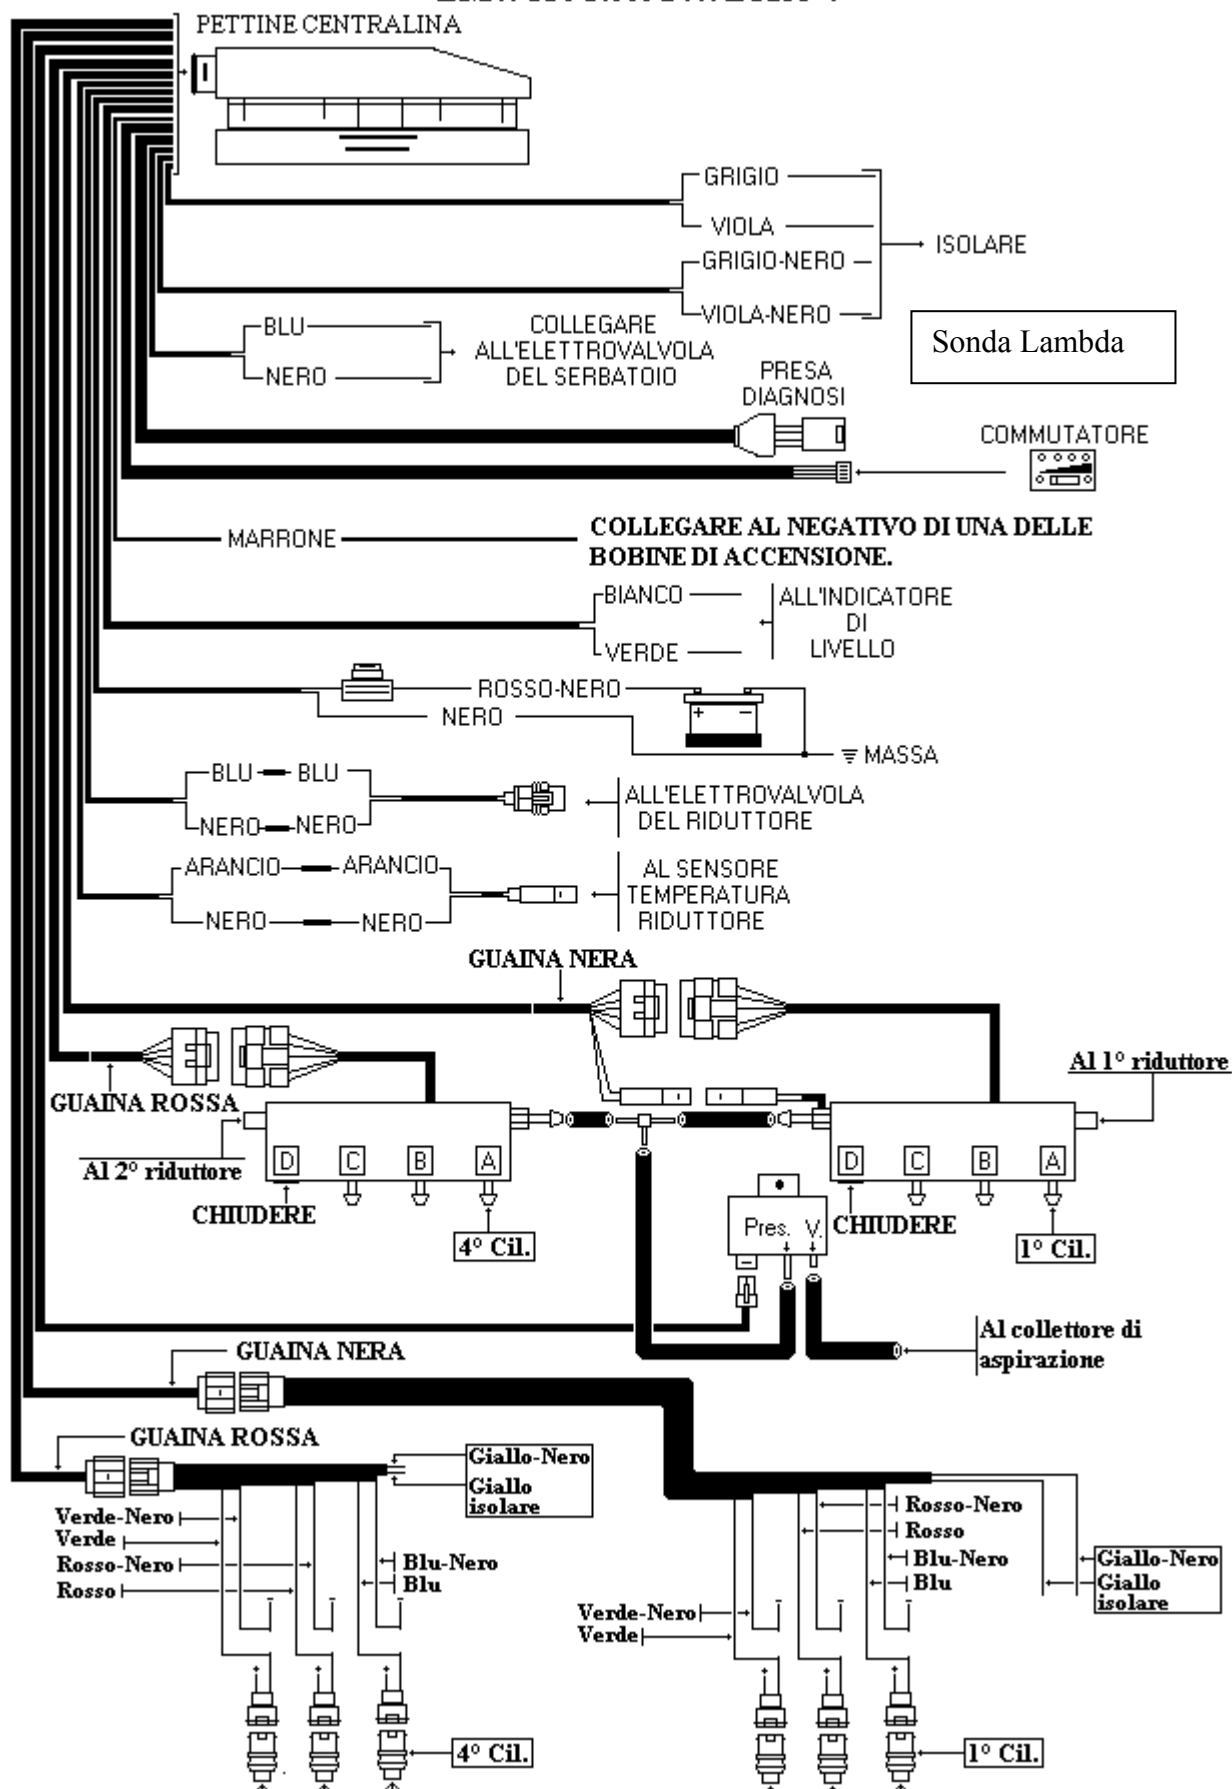 PETTINE CENTRALINA
GRIGIO
VIOLA
ISOLARE
GRIGIO-NERO
VIOLA-NERO
Sonda Lambda
BLU
NERO
COLLEGARE
ALL'ELETTROVALVOLA
DEL SERBATOIO
PRESA
DIAGNOSI
COMMUTATORE
MARRONE
COLLEGARE AL NEGATIVO DI UNA DELLE
BOBINE DI ACCENSIONE.
BIANCO
VERDE
ALL'INDICATORE
DI
LIVELLO
ROSSO-NERO
NERO
+ −
MASSA
BLU BLU
NERO NERO
ALL'ELETTROVALVOLA
DEL RIDUTTORE
ARANCIO ARANCIO
NERO NERO
AL SENSORE
TEMPERATURA
RIDUTTORE
GUAINA NERA
GUAINA ROSSA
Al 1° riduttore
Al 2° riduttore
D C B A
D C B A
CHIUDERE
4° Cil.
Pres. V.
CHIUDERE
1° Cil.
Al collettore di
aspirazione
GUAINA NERA
GUAINA ROSSA
Giallo-Nero
Giallo
isolare
Verde-Nero
Verde
Rosso-Nero
Rosso
Blu-Nero
Blu
Rosso-Nero
Rosso
Blu-Nero
Blu
Giallo-Nero
Giallo
isolare
Verde-Nero
Verde
4° Cil.
1° Cil.